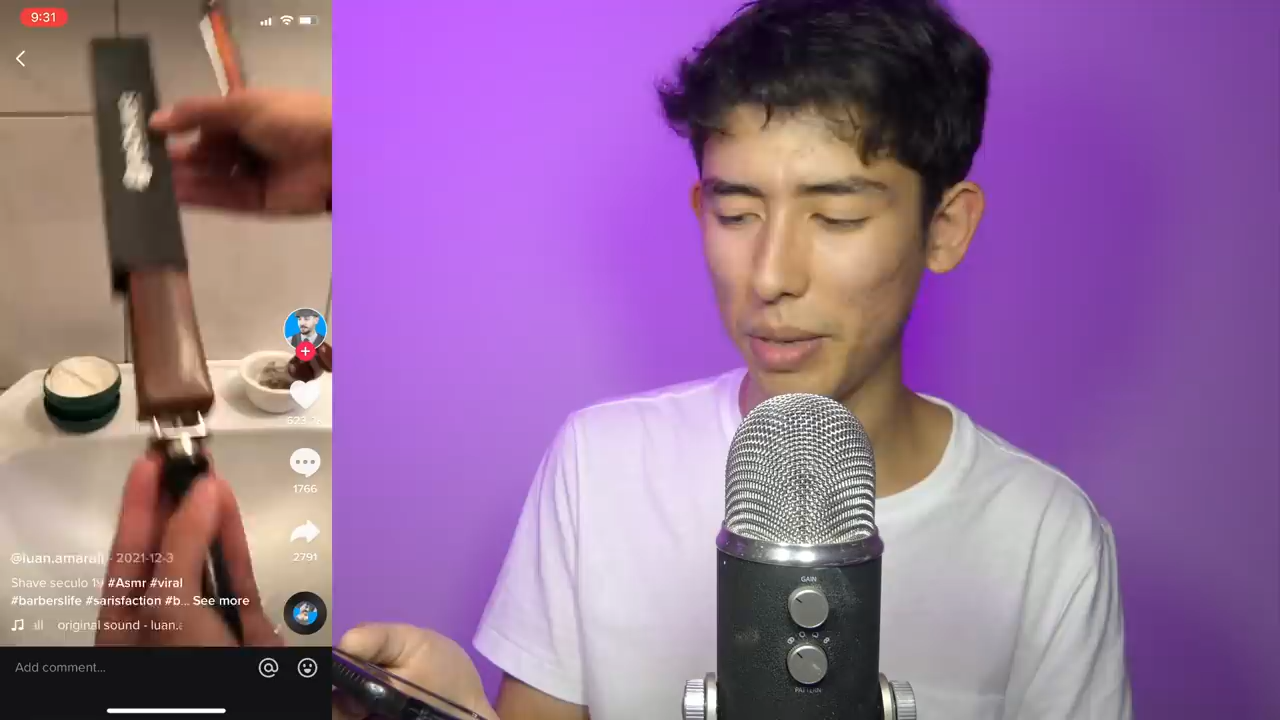 9:31
@luan.amarall · 2021-12-3
Shave seculo 19 #Asmr #viral
#barberslife #sarisfaction #b... See more
original sound - luan.
1766
2791
Add comment...
GAIN
PATTERN